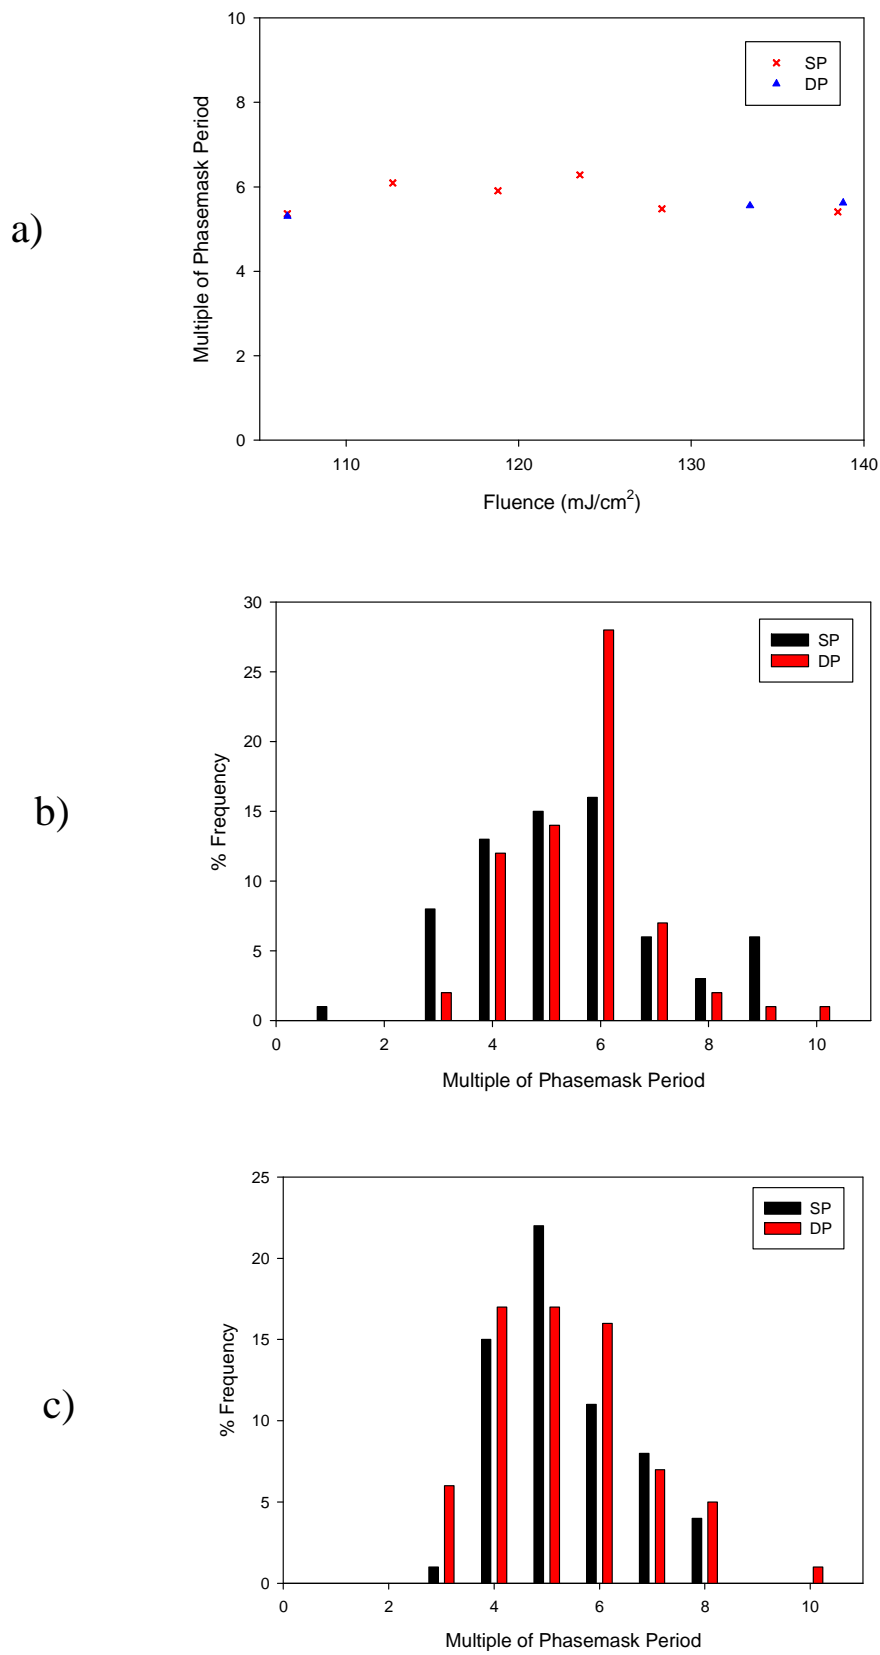 a)
Multiple of Phasemask Period
10
8
6
4
2
0
SP
DP
110 120 130 140
Fluence (mJ/cm²)
b)
% Frequency
30
25
20
15
10
5
0
SP
DP
0 2 4 6 8 10
Multiple of Phasemask Period
c)
% Frequency
25
20
15
10
5
0
SP
DP
0 2 4 6 8 10
Multiple of Phasemask Period